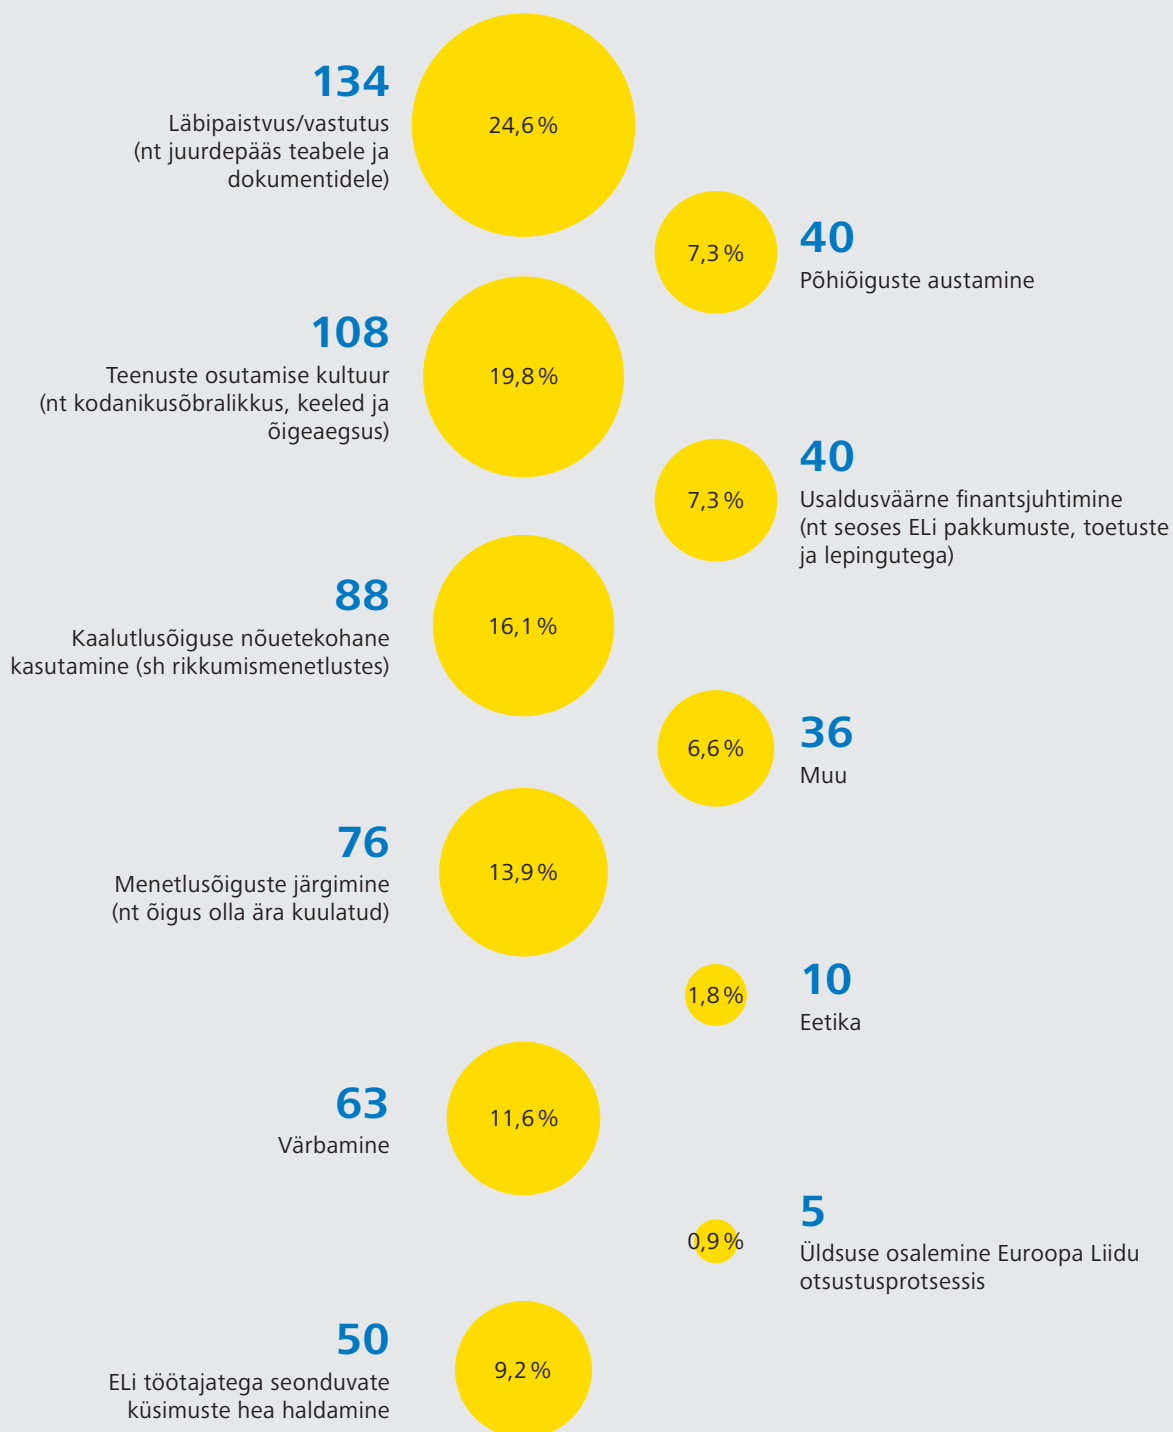 134
Läbipaistvus/vastutus
(nt juurdepääs teabele ja
dokumentidele)
24,6 %
7,3 %
40
Põhiõiguste austamine
108
Teenuste osutamise kultuur
(nt kodanikusõbralikkus, keeled ja
õigeaegsus)
19,8 %
7,3 %
40
Usaldusväärne finantsjuhtimine
(nt seoses ELi pakkumuste, toetuste
ja lepingutega)
88
Kaalutlusõiguse nõuetekohane
kasutamine (sh rikkumismenetlustes)
16,1 %
6,6 %
36
Muu
76
Menetlusõiguste järgimine
(nt õigus olla ära kuulatud)
13,9 %
1,8 %
10
Eetika
63
Värbamine
11,6 %
0,9 %
5
Üldsuse osalemine Euroopa Liidu
otsustusprotsessis
50
ELi töötajatega seonduvate
küsimuste hea haldamine
9,2 %